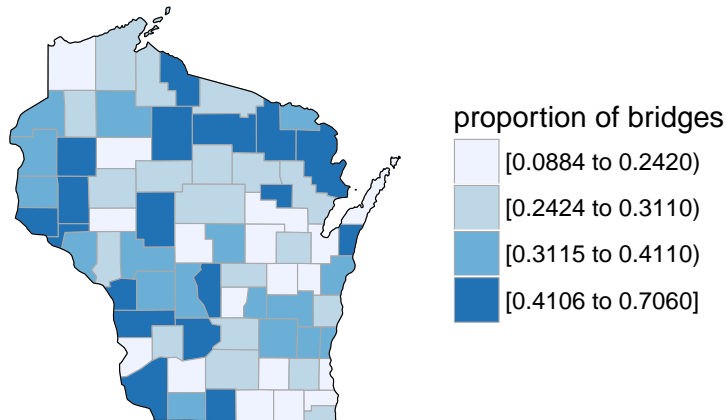 proportion of bridges
[0.0884 to 0.2420)
[0.2424 to 0.3110)
[0.3115 to 0.4110)
[0.4106 to 0.7060]